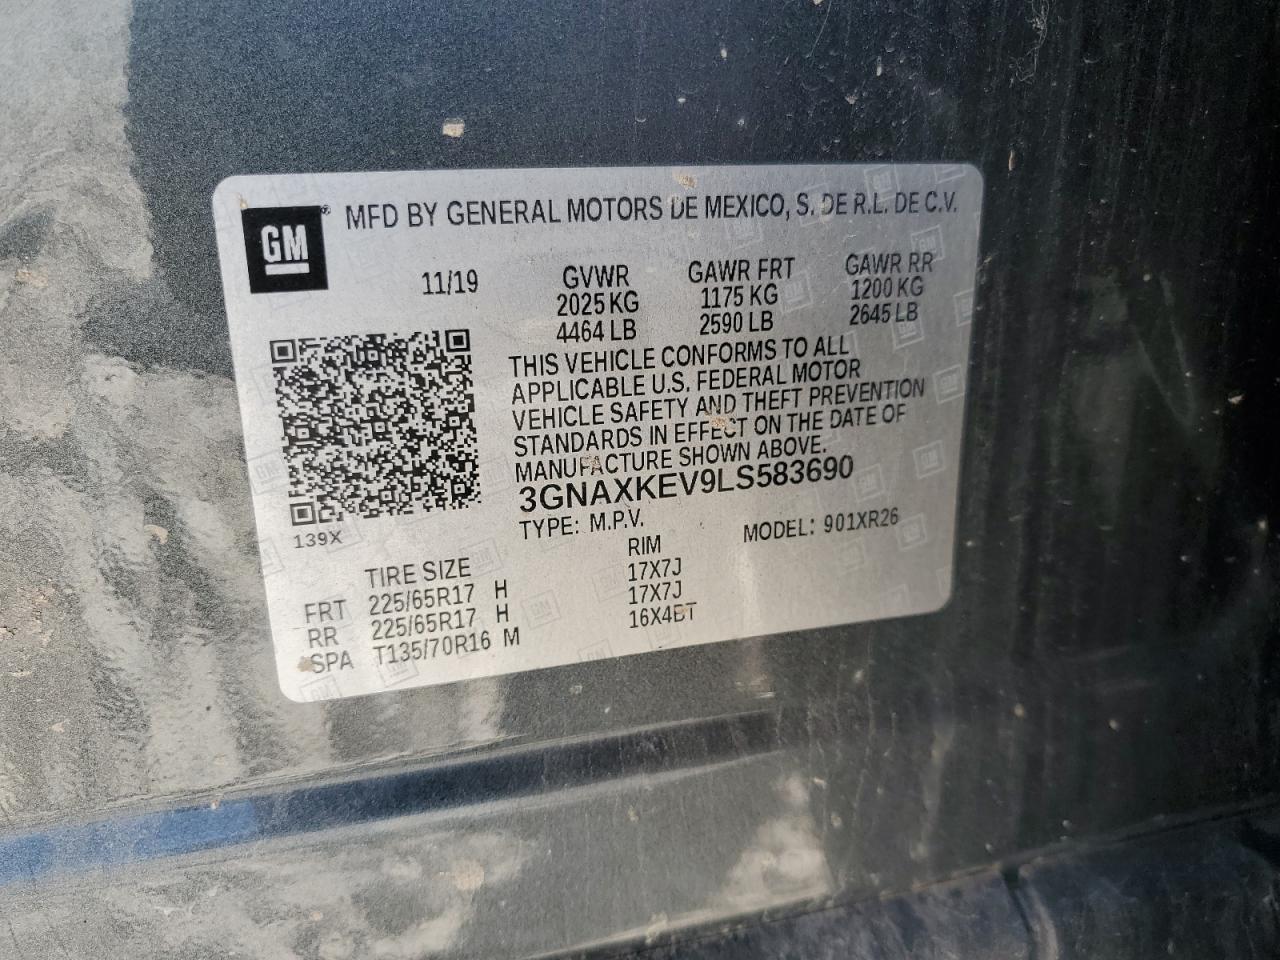 GM® MFD BY GENERAL MOTORS DE MEXICO, S. DE R.L. DE C.V.
11/19 GVWR GAWR FRT GAWR RR
2025 KG 1175 KG 1200 KG
4464 LB 2590 LB 2645 LB
THIS VEHICLE CONFORMS TO ALL
APPLICABLE U.S. FEDERAL MOTOR
VEHICLE SAFETY AND THEFT PREVENTION
STANDARDS IN EFFECT ON THE DATE OF
MANUFACTURE SHOWN ABOVE.
3GNAXKEV9LS583690
139X
TYPE: M.P.V. MODEL: 901XR26
TIRE SIZE RIM
FRT 225/65R17 H 17X7J
RR 225/65R17 H 17X7J
SPA T135/70R16 M 16X4BT